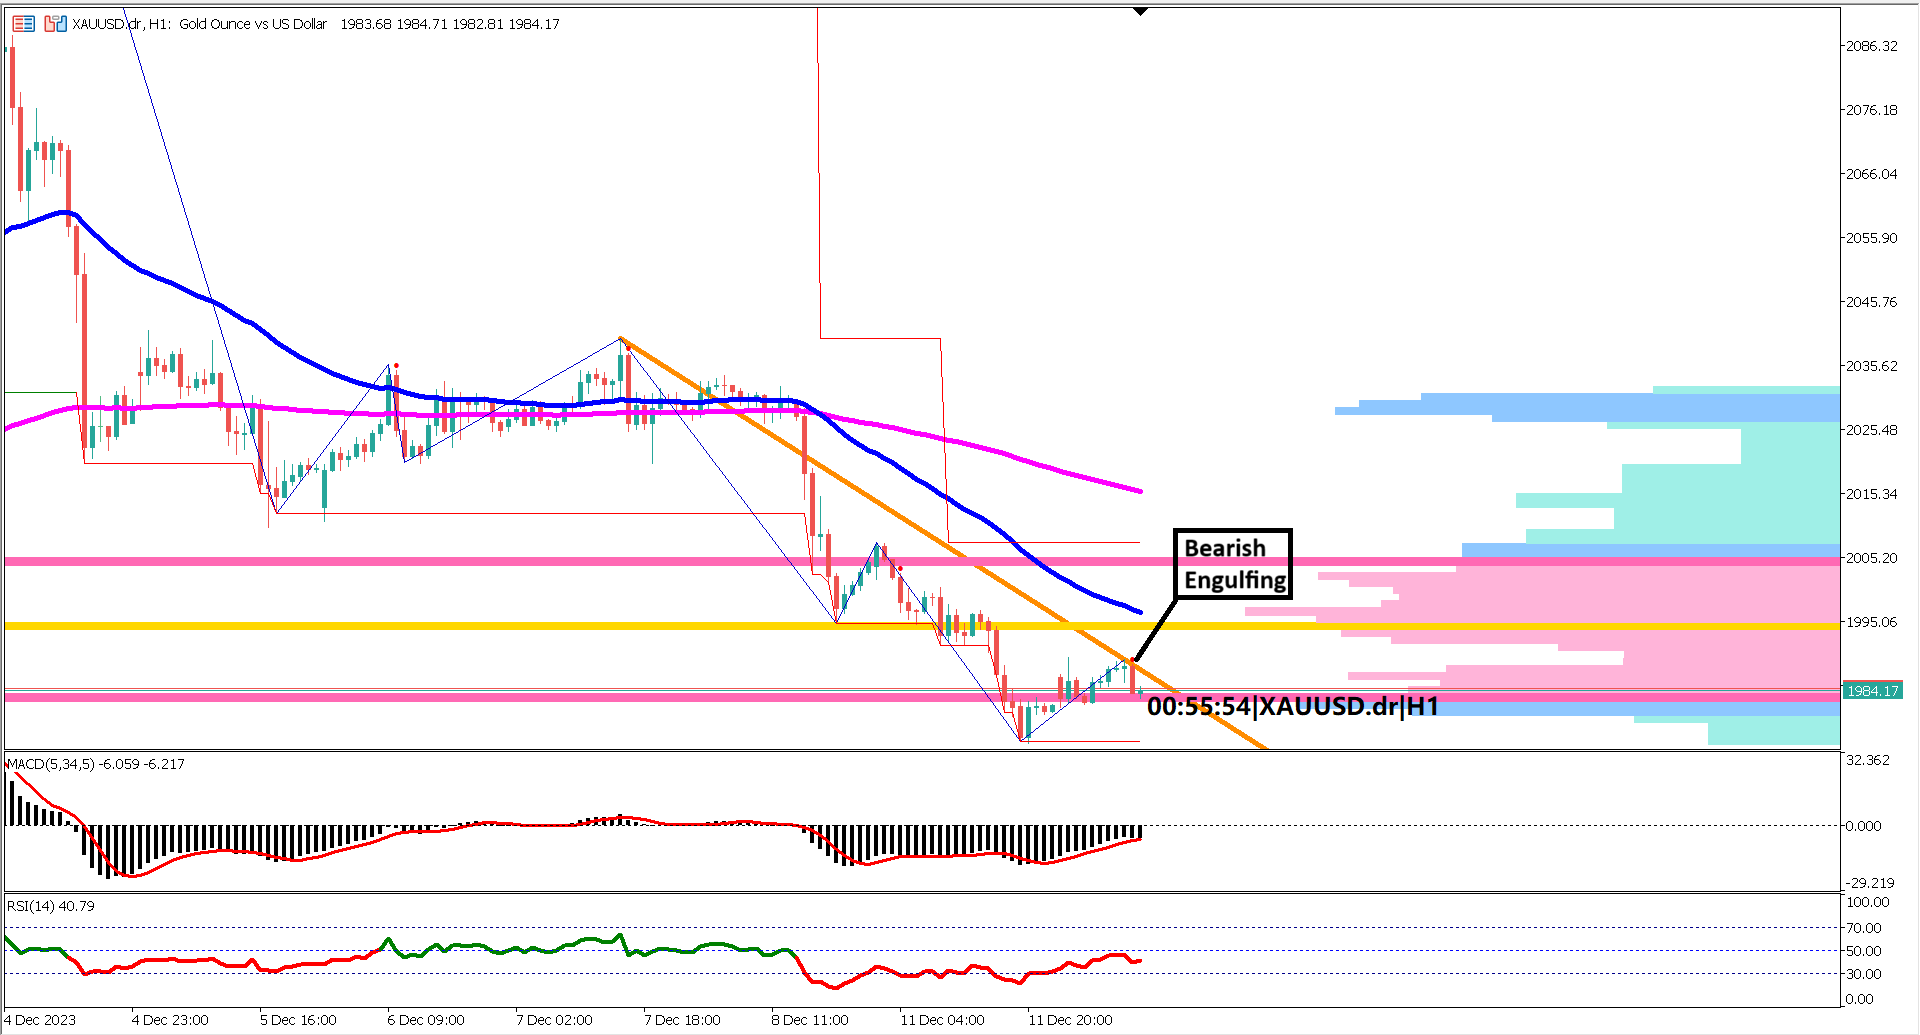 XAUUSD.dr, H1: Gold Ounce vs US Dollar 1983.68 1984.71 1982.81 1984.17
2086.32
2076.18
2066.04
2055.90
2045.76
2035.62
2025.48
2015.34
2005.20
1995.06
1984.17
Bearish
Engulfing
00:55:54|XAUUSD.dr|H1
MACD(5,34,5) -6.059 -6.217
32.362
0.000
-29.219
RSI(14) 40.79
100.00
70.00
50.00
30.00
0.00
4 Dec 2023 4 Dec 23:00 5 Dec 16:00 6 Dec 09:00 7 Dec 02:00 7 Dec 18:00 8 Dec 11:00 11 Dec 04:00 11 Dec 20:00